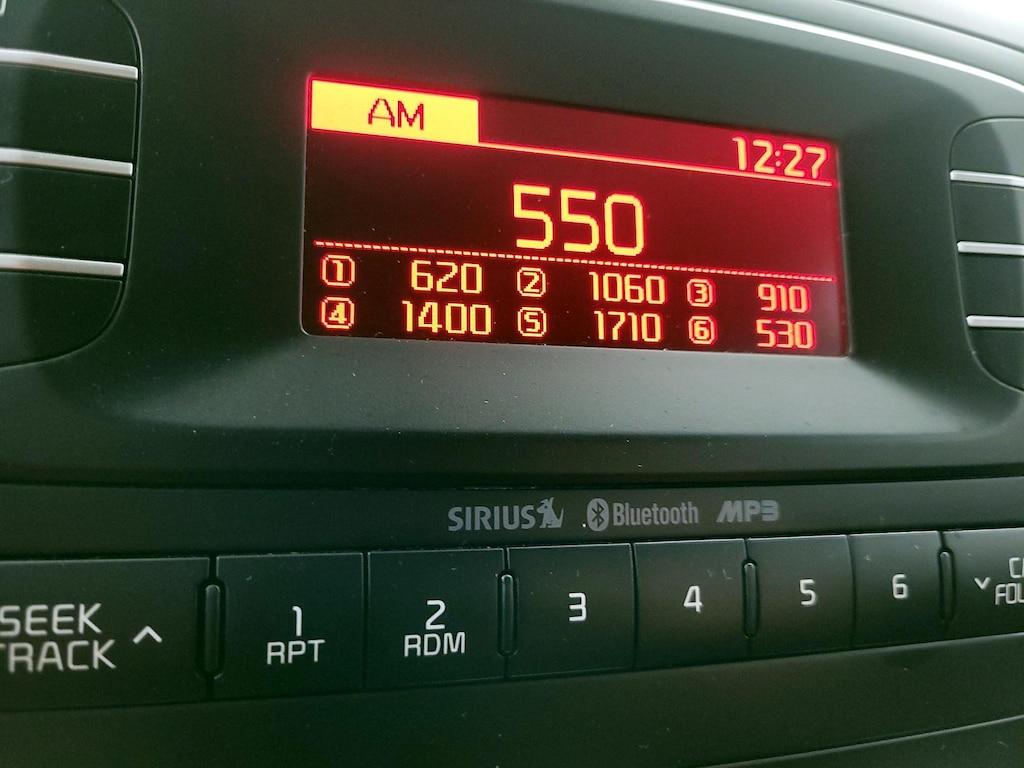 AM
12:27
550
1 620 2 1060 3 910
4 1400 5 1710 6 530
SIRIUS Bluetooth MP3
SEEK
TRACK
1
RPT
2
RDM
3
4
5
6